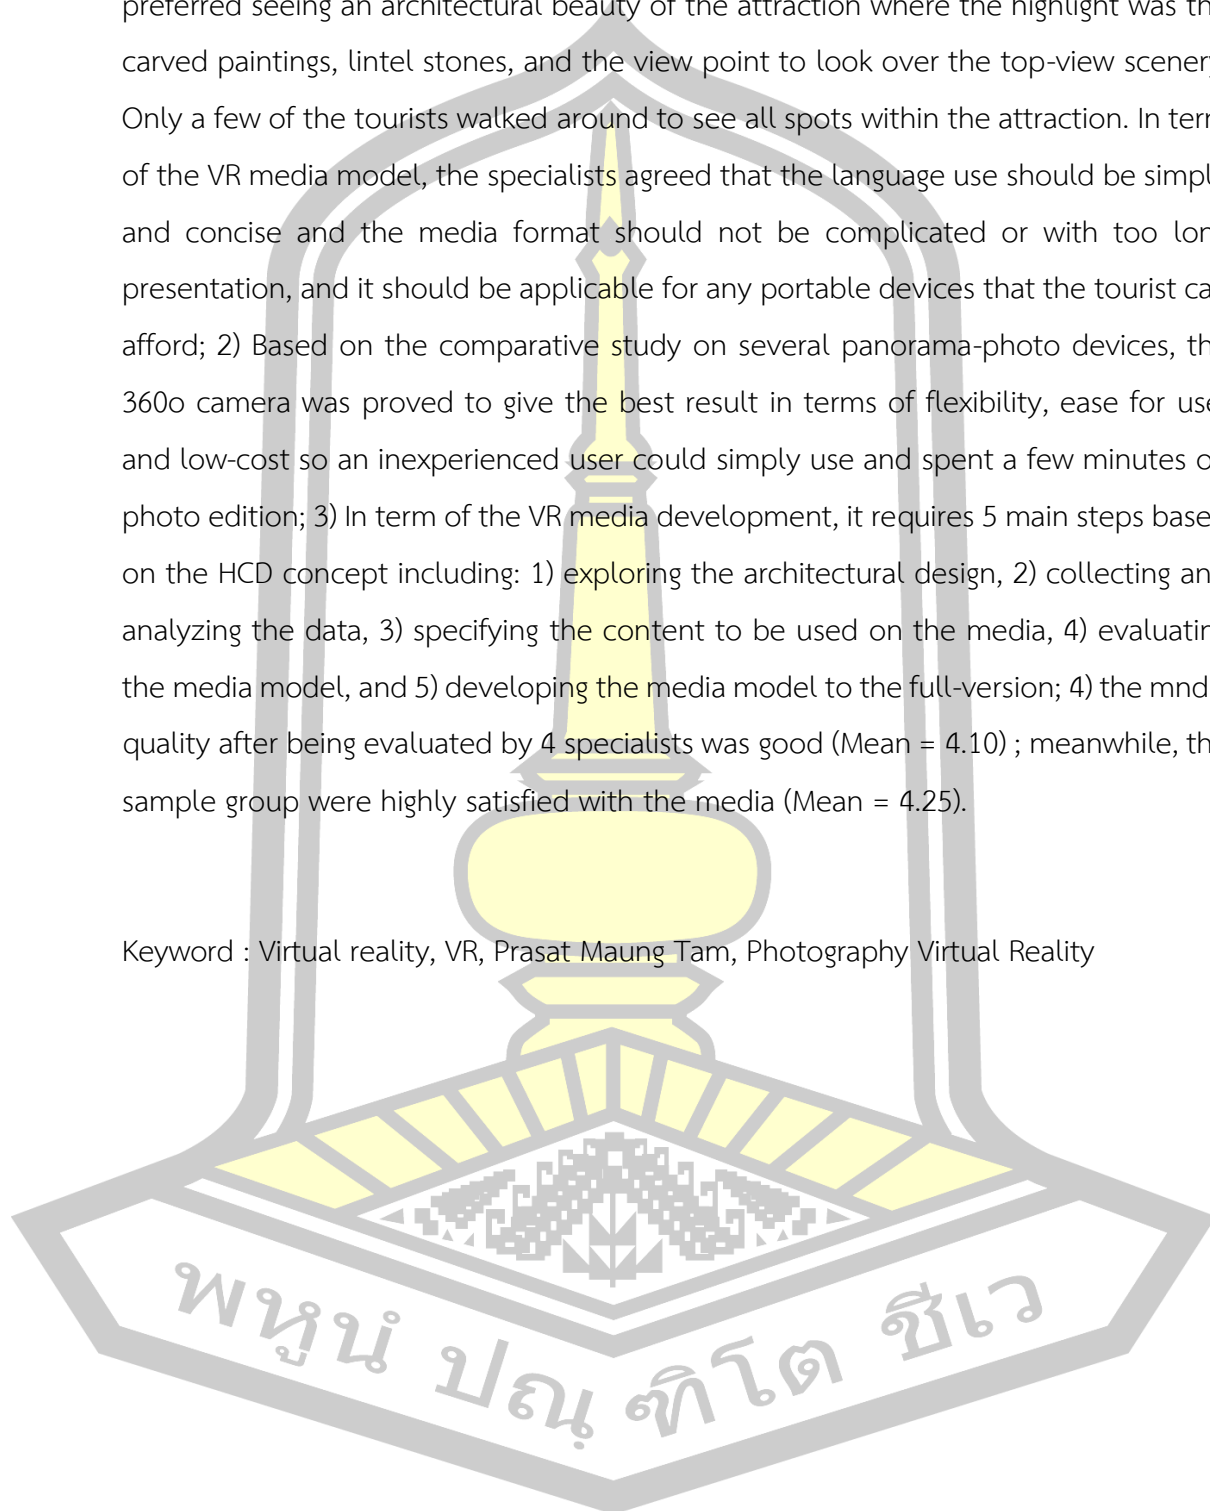 preferred seeing an architectural beauty of the attraction where the highlight was th
carved paintings, lintel stones, and the view point to look over the top-view scenery
Only a few of the tourists walked around to see all spots within the attraction. In term
of the VR media model, the specialists agreed that the language use should be simpl
and concise and the media format should not be complicated or with too lon
presentation, and it should be applicable for any portable devices that the tourist ca
afford; 2) Based on the comparative study on several panorama-photo devices, th
360o camera was proved to give the best result in terms of flexibility, ease for use
and low-cost so an inexperienced user could simply use and spent a few minutes o
photo edition; 3) In term of the VR media development, it requires 5 main steps base
on the HCD concept including: 1) exploring the architectural design, 2) collecting an
analyzing the data, 3) specifying the content to be used on the media, 4) evaluatin
the media model, and 5) developing the media model to the full-version; 4) the mnd
quality after being evaluated by 4 specialists was good (Mean = 4.10) ; meanwhile, th
sample group were highly satisfied with the media (Mean = 4.25).
Keyword : Virtual reality, VR, Prasat Maung Tam, Photography Virtual Reality
พหูนํ ปณฺฑิโต ชีเว